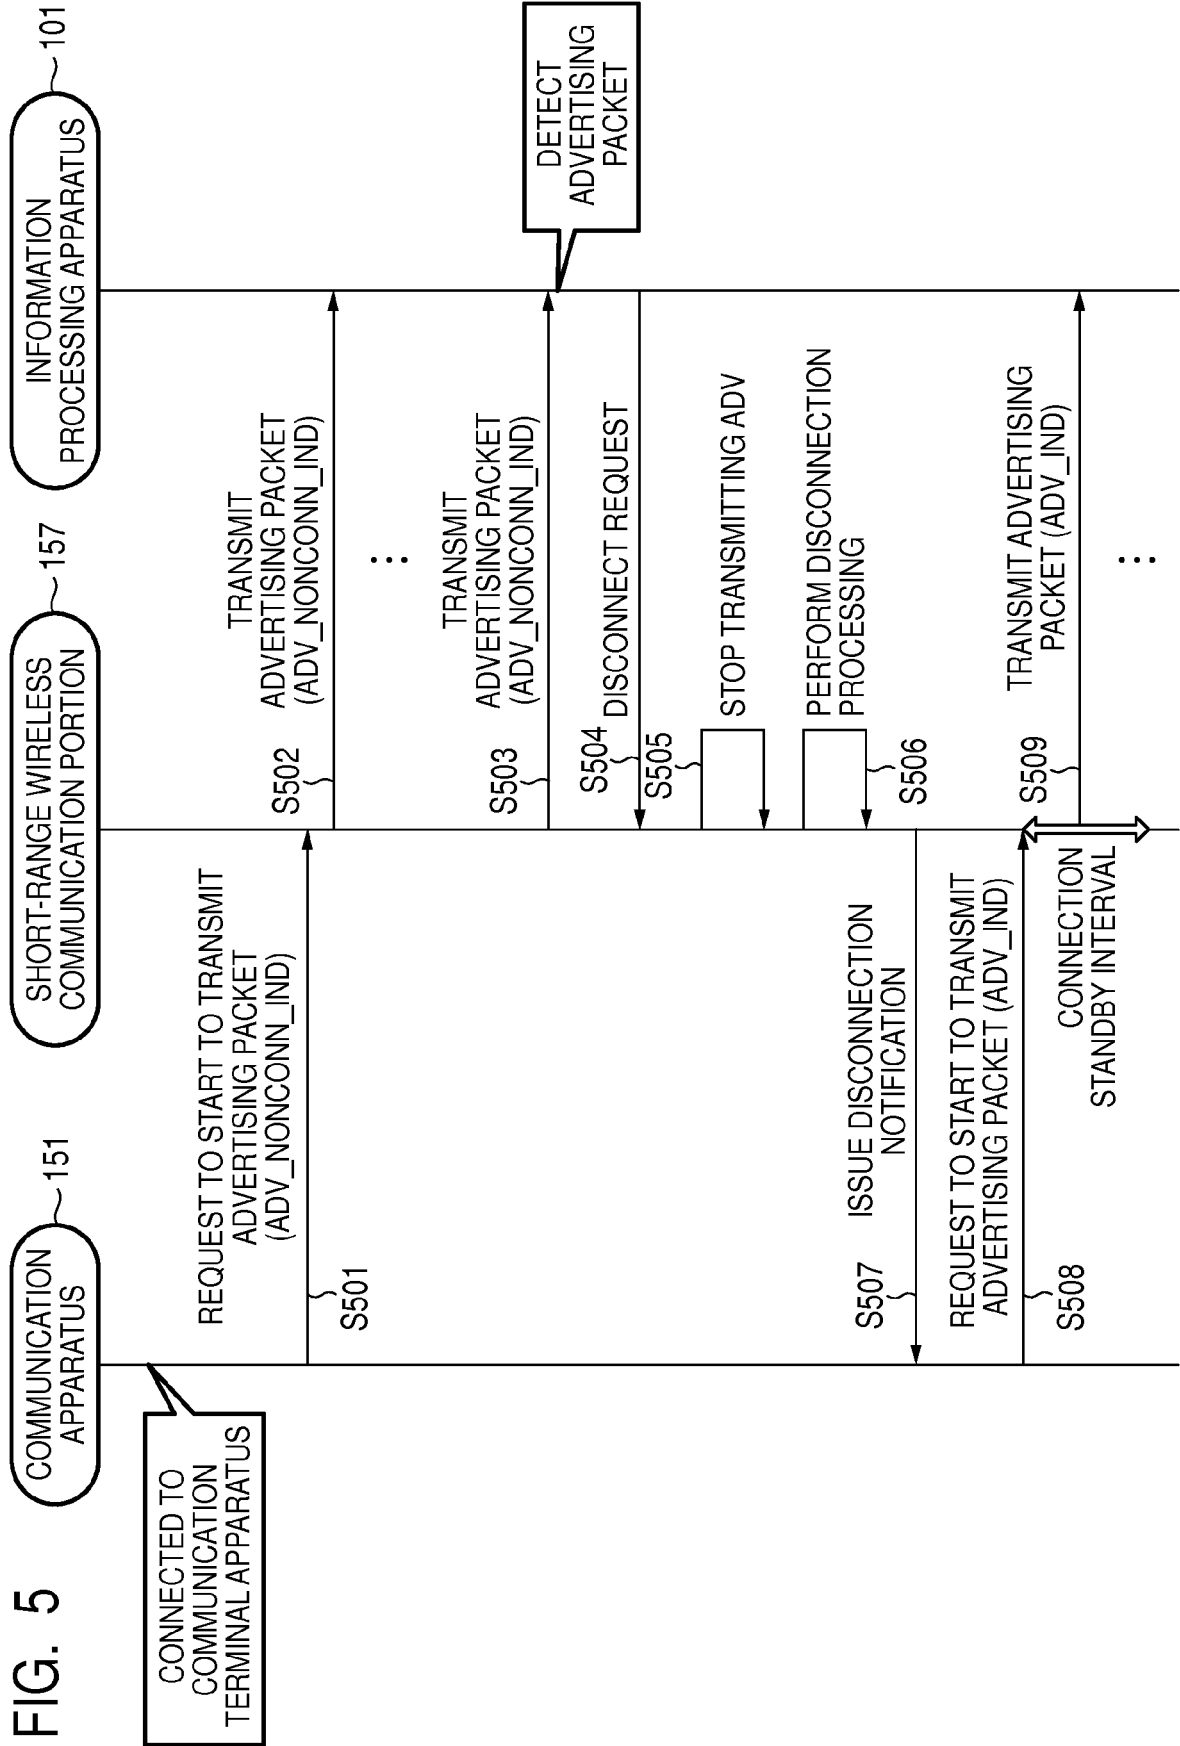 FIG. 5
COMMUNICATION
APPARATUS
151
SHORT-RANGE WIRELESS
COMMUNICATION PORTION
157
INFORMATION
PROCESSING APPARATUS
101
CONNECTED TO
COMMUNICATION
TERMINAL APPARATUS
REQUEST TO START TO TRANSMIT
ADVERTISING PACKET
(ADV_NONCONN_IND)
S501
TRANSMIT
ADVERTISING PACKET
(ADV_NONCONN_IND)
S502
...
TRANSMIT
ADVERTISING PACKET
(ADV_NONCONN_IND)
S503
DETECT
ADVERTISING
PACKET
DISCONNECT REQUEST
S504
S505
STOP TRANSMITTING ADV
PERFORM DISCONNECTION
PROCESSING
S506
ISSUE DISCONNECTION
NOTIFICATION
S507
REQUEST TO START TO TRANSMIT
ADVERTISING PACKET (ADV_IND)
S508
TRANSMIT ADVERTISING
PACKET (ADV_IND)
S509
CONNECTION
STANDBY INTERVAL
...